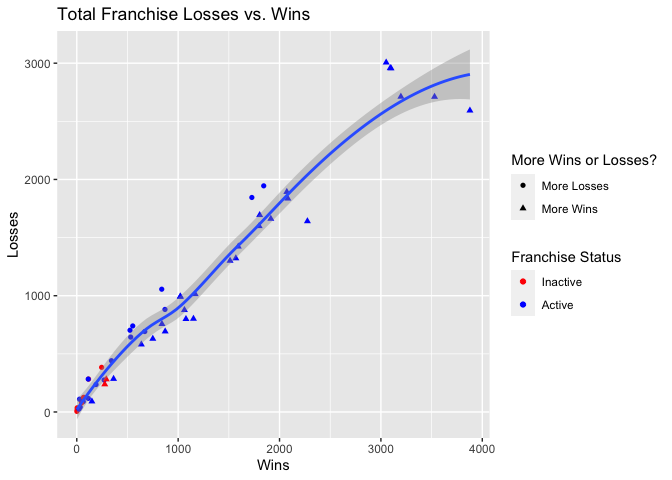 Total Franchise Losses vs. Wins
Losses
3000
2000
1000
0
0 1000 2000 3000 4000
Wins
More Wins or Losses?
More Losses
More Wins
Franchise Status
Inactive
Active